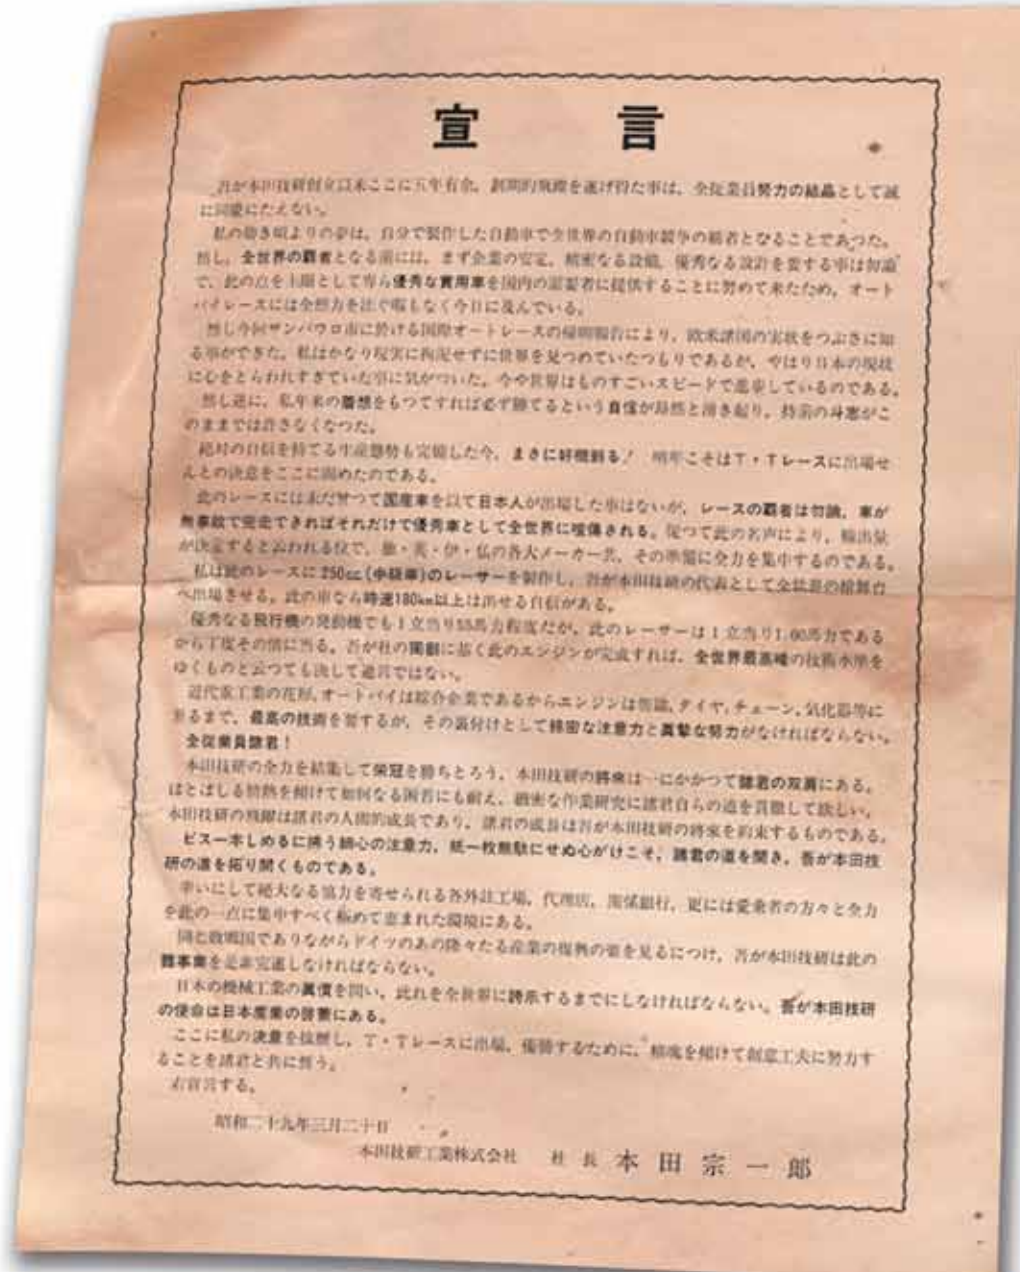 宣言
吾が本田技研創立以来ここに五年有余、劃期的飛躍を遂げ得た事は、全従業員努力の結晶として誠
に同慶にたえない。
私の幼き頃よりの夢は、自分で製作した自動車で全世界の自動車競争の覇者となることであつた。
然し、全世界の覇者となる前には、まず企業の安定、精密なる設備、優秀なる設計を要する事は勿論
で、此の点を主眼として専ら優秀な実用車を国内の需要者に提供することに努めて来たため、オート
バイレースには全然力を注ぐ暇もなく今日に及んでいる。
然し今回サンパウロ市に於ける国際オートレースの帰朝報告により、欧米諸国の実状をつぶさに知
る事ができた。私はかなり現実に拘泥せずに世界を見つめていたつもりであるが、やはり日本の現状
に心をとらわれすぎていた事に気がついた。今や世界はものすごいスピードで進歩しているのである。
然し逆に、私年来の着想をもつてすれば必ず勝てるという自信が昂然と湧き起り、持前の斗志がこ
のままでは許さなくなつた。
絶対の自信を持てる生産態勢も完備した今、まさに好機到る! 明年こそはT・Tレースに出場せ
んとの決意をここに固めたのである。
此のレースには未だ曾つて国産車を以て日本人が出場した事はないが、レースの覇者は勿論、車が
無事故で完走できればそれだけで優秀車として全世界に喧伝される。従つて此の名声により、輸出量
が決定すると云われる位で、独・英・伊・仏の各大メーカー共、その準備に全力を集中するのである。
私は此のレースに250cc(中級車)のレーサーを製作し、吾が本田技研の代表として全世界の檜舞台
へ出場させる。此の車なら時速180km以上は出せる自信がある。
優秀なる飛行機の発動機でも1立当り55馬力程度だが、此のレーサーは1立当り100馬力である
から丁度その倍に当る。吾が社の独創に基く此のエンジンが完成すれば、全世界最高峰の技術水準を
ゆくものと云つても決して過言ではない。
近代重工業の花形、オートバイは綜合企業であるからエンジンは勿論、タイヤ、チェーン、気化器等に
至るまで、最高の技術を要するが、その裏付けとして綿密な注意力と真摯な努力がなければならない。
全従業員諸君!
本田技研の全力を結集して栄冠を勝ちとろう、本田技研の将来は一にかかつて諸君の双肩にある。
ほとばしる情熱を傾けて如何なる困苦にも耐え、緻密な作業研究に諸君自らの道を貫徹して欲しい。
本田技研の飛躍は諸君の人間的成長であり、諸君の成長は吾が本田技研の将来を約束するものである。
ビス一本しめるに払う細心の注意力、紙一枚無駄にせぬ心がけこそ、諸君の道を開き、吾が本田技
研の道を拓り開くものである。
幸いにして絶大なる協力を寄せられる各外註工場、代理店、関係銀行、更には愛乗者の方々と全力
を此の一点に集中すべく極めて恵まれた環境にある。
同じ敗戦国でありながらドイツのあの隆々たる産業の復興の姿を見るにつけ、吾が本田技研は此の
難事業を是非完遂しなければならない。
日本の機械工業の真価を問い、此れを全世界に誇示するまでにしなければならない。吾が本田技研
の使命は日本産業の啓蒙にある。
ここに私の決意を披歴し、T・Tレースに出場、優勝するために、精魂を傾けて創意工夫に努力す
ることを諸君と共に誓う。
右宣言する。
昭和二十九年三月二十日
本田技研工業株式会社 社長 本田宗一郎